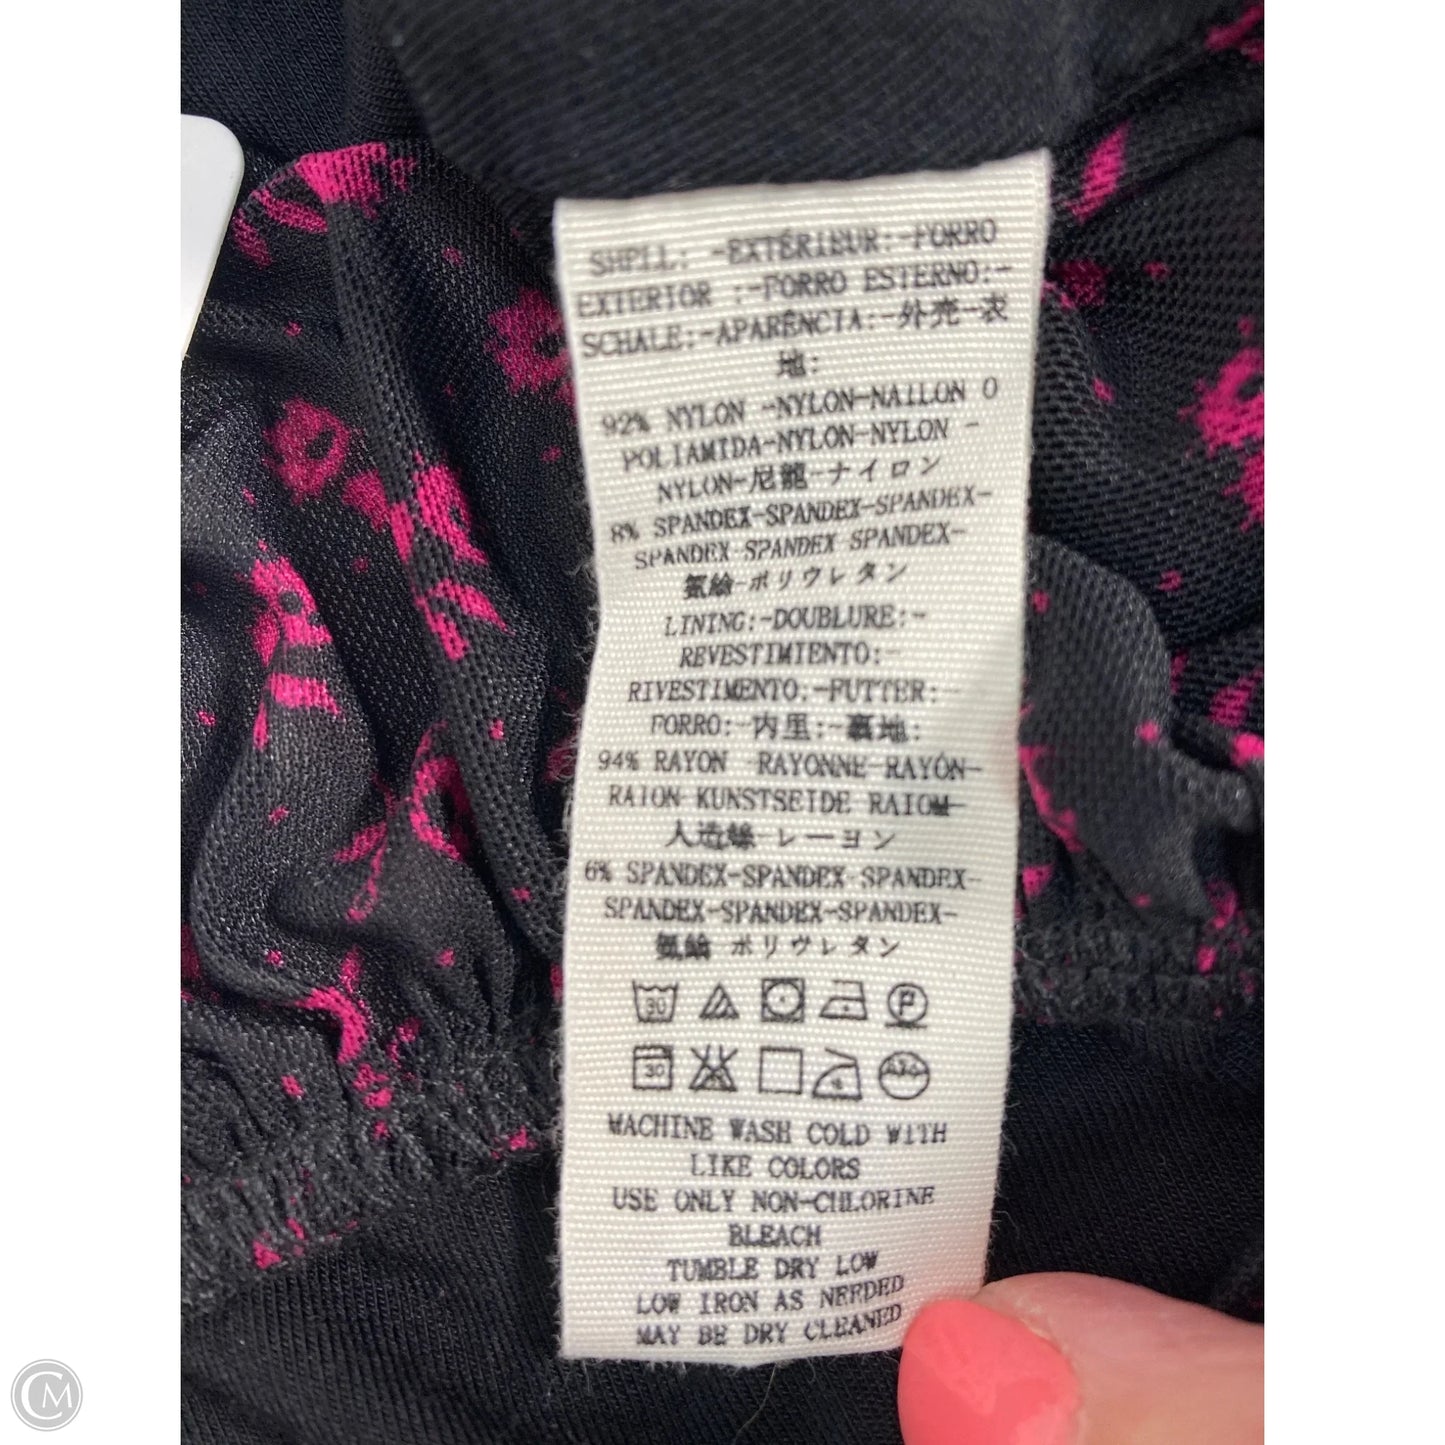 SHELL: -EXTÉRIEUR:-FORRO
EXTERIOR :-FORRO ESTERNO:-
SCHALE:-APARÊNCIA:-外壳-表
地:
92% NYLON -NYLON-NAILON O
POLIAMIDA-NYLON-NYLON -
NYLON-尼龍-ナイロン
8% SPANDEX-SPANDEX-SPANDEX-
SPANDEX SPANDEX SPANDEX-
氨綸-ポリウレタン
LINING:-DOUBLURE:-
REVESTIMIENTO:-
RIVESTIMENTO:-FUTTER:-
FORRO:-内里:-裏地:
94% RAYON -RAYONNE-RAYÓN-
RAION KUNSTSEIDE RAIOM-
人造絲-レーヨン
6% SPANDEX-SPANDEX SPANDEX-
SPANDEX-SPANDEX-SPANDEX-
氨綸 ポリウレタン
30 P
30
MACHINE WASH COLD WITH
LIKE COLORS
USE ONLY NON-CHLORINE
BLEACH
TUMBLE DRY LOW
LOW IRON AS NEEDED
MAY BE DRY CLEANED
CM